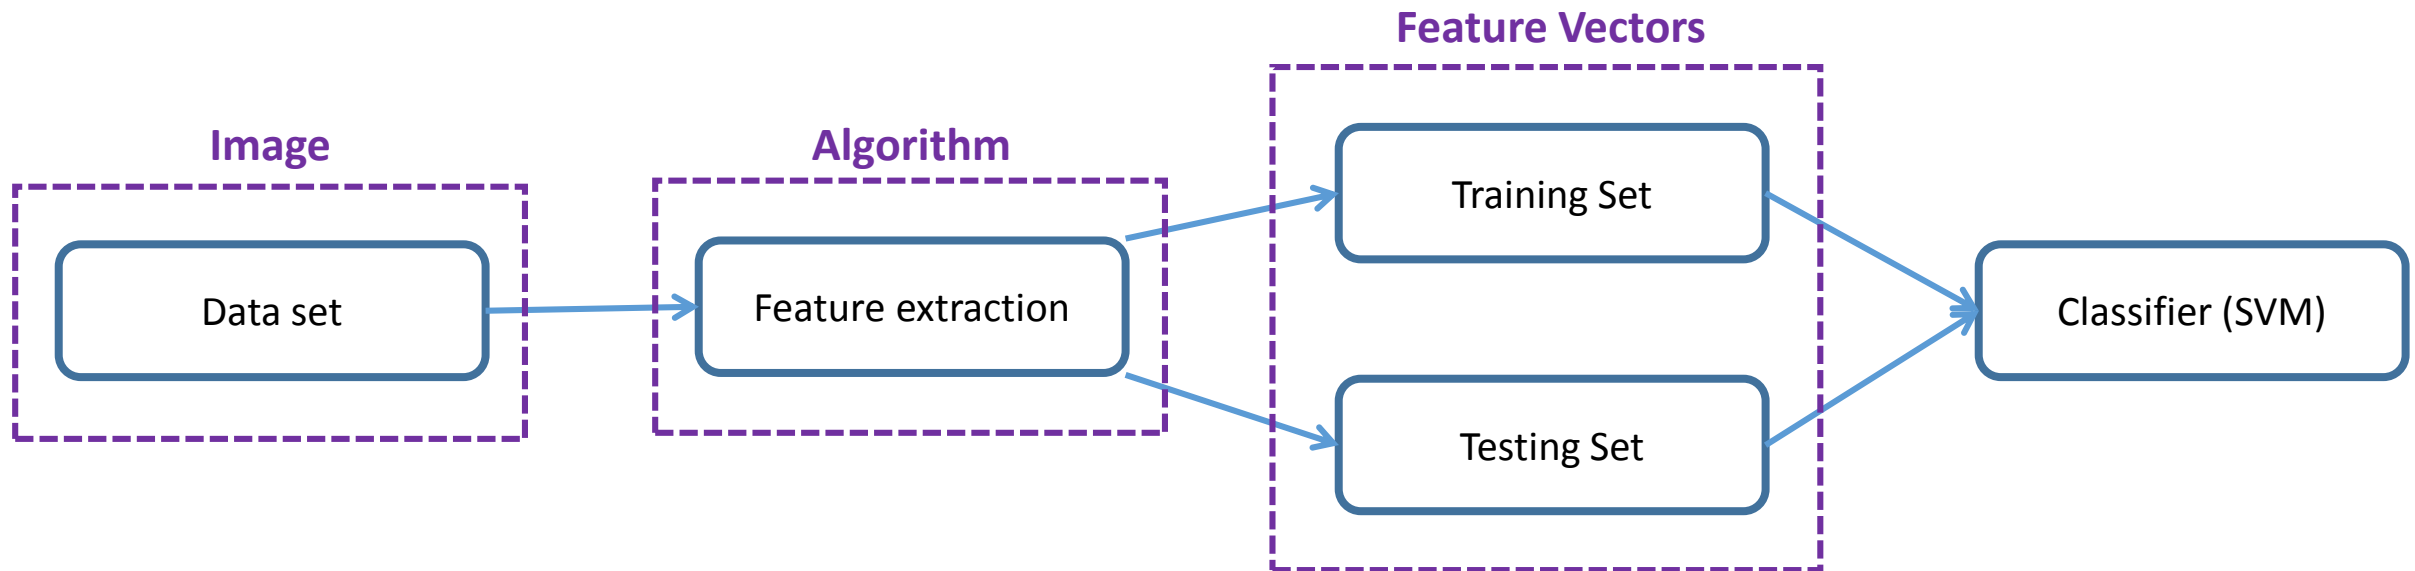 Image
Data set
Algorithm
Feature extraction
Feature Vectors
Training Set
Testing Set
Classifier (SVM)